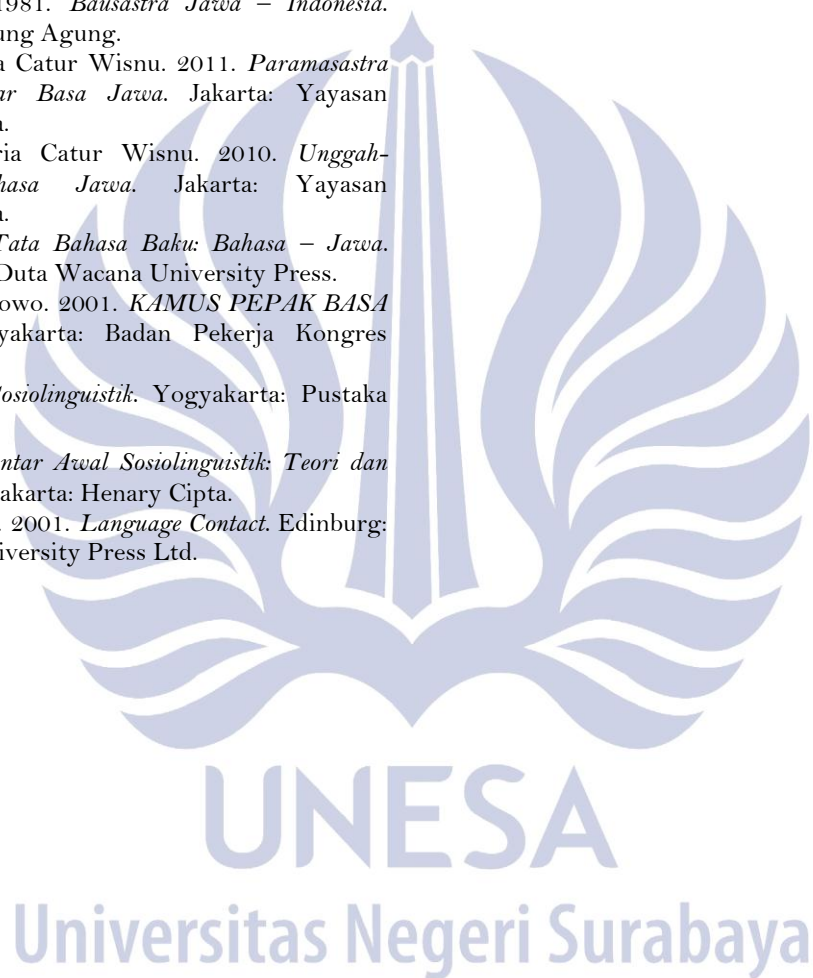 1981. Bausastra Jawa – Indonesia.
ung Agung.
a Catur Wisnu. 2011. Paramasastra
ar Basa Jawa. Jakarta: Yayasan
n.
ria Catur Wisnu. 2010. Unggah-
hasa Jawa. Jakarta: Yayasan
n.
Tata Bahasa Baku: Bahasa – Jawa.
Duta Wacana University Press.
owo. 2001. KAMUS PEPAK BASA
yakarta: Badan Pekerja Kongres
osiolinguistik. Yogyakarta: Pustaka
ntar Awal Sosiolinguistik: Teori dan
akarta: Henary Cipta.
. 2001. Language Contact. Edinburg:
iversity Press Ltd.
UNESA
Universitas Negeri Surabaya